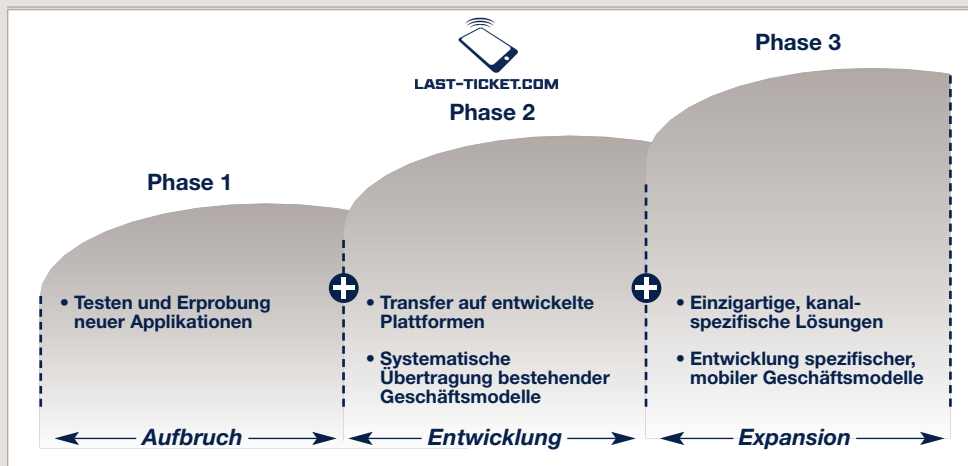 LAST-TICKET.COM
Phase 1
Phase 2
Phase 3
• Testen und Erprobung
neuer Applikationen
• Transfer auf entwickelte
Plattformen
• Systematische
Übertragung bestehender
Geschäftsmodelle
• Einzigartige, kanal-
spezifische Lösungen
• Entwicklung spezifischer,
mobiler Geschäftsmodelle
Aufbruch
Entwicklung
Expansion